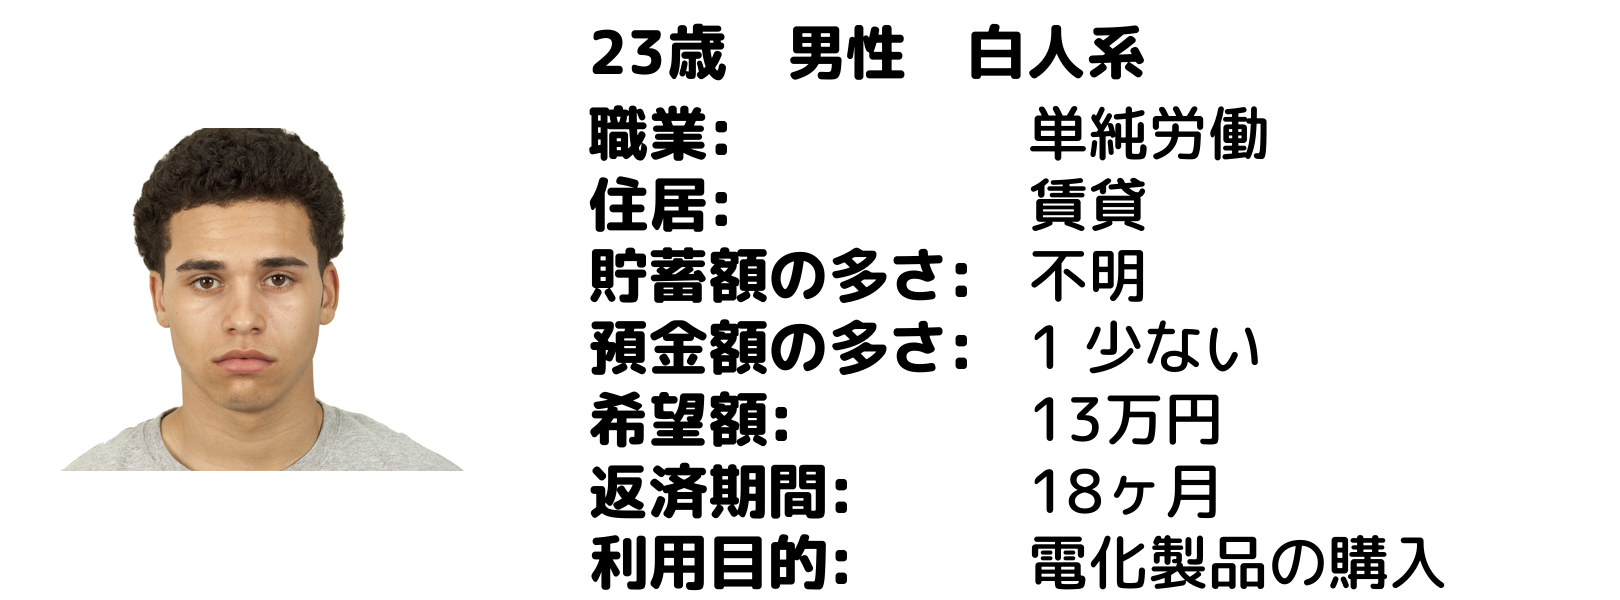 23歳　男性　白人系
職業:　単純労働
住居:　賃貸
貯蓄額の多さ:　不明
預金額の多さ:　1 少ない
希望額:　13万円
返済期間:　18ヶ月
利用目的:　電化製品の購入